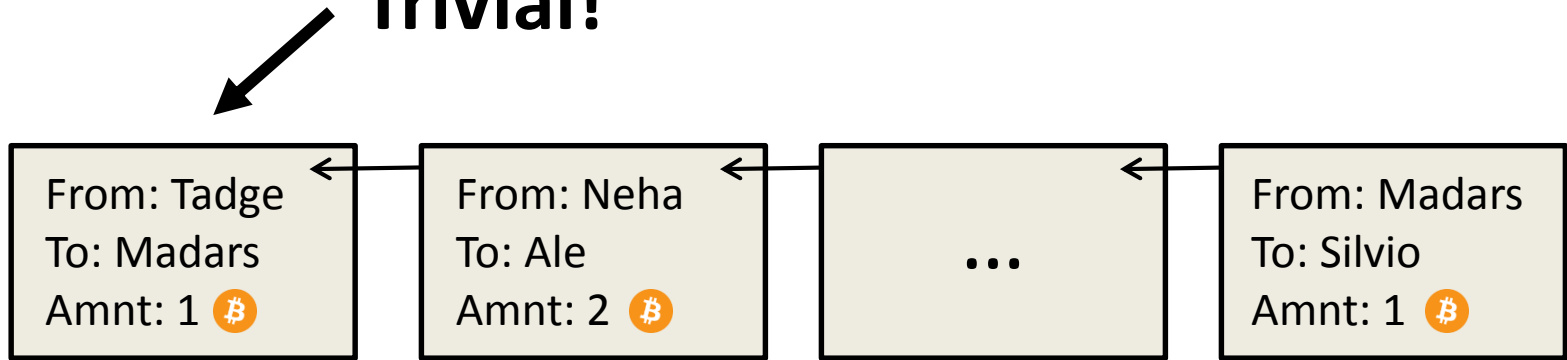 Trivial!
From: Tadge
To: Madars
Amnt: 1 ₿
From: Neha
To: Ale
Amnt: 2 ₿
...
From: Madars
To: Silvio
Amnt: 1 ₿